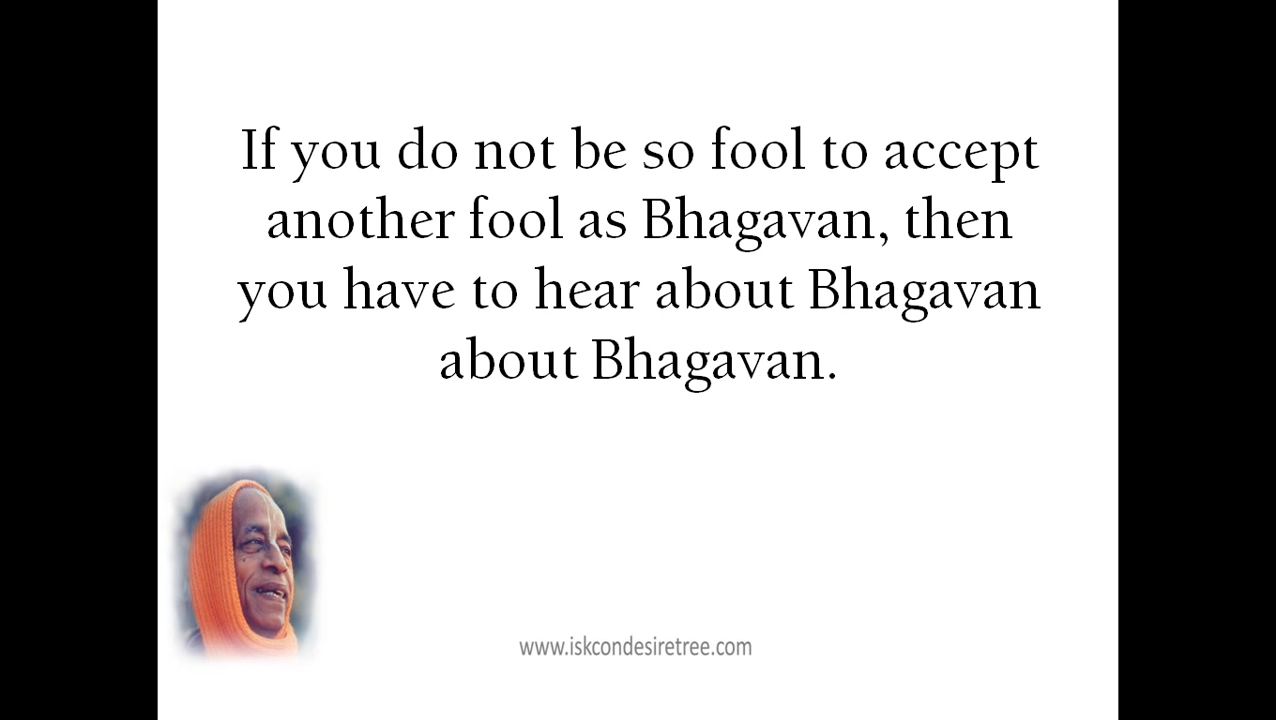 If you do not be so fool to accept
another fool as Bhagavan, then
you have to hear about Bhagavan
about Bhagavan.
www.iskcondesiretree.com